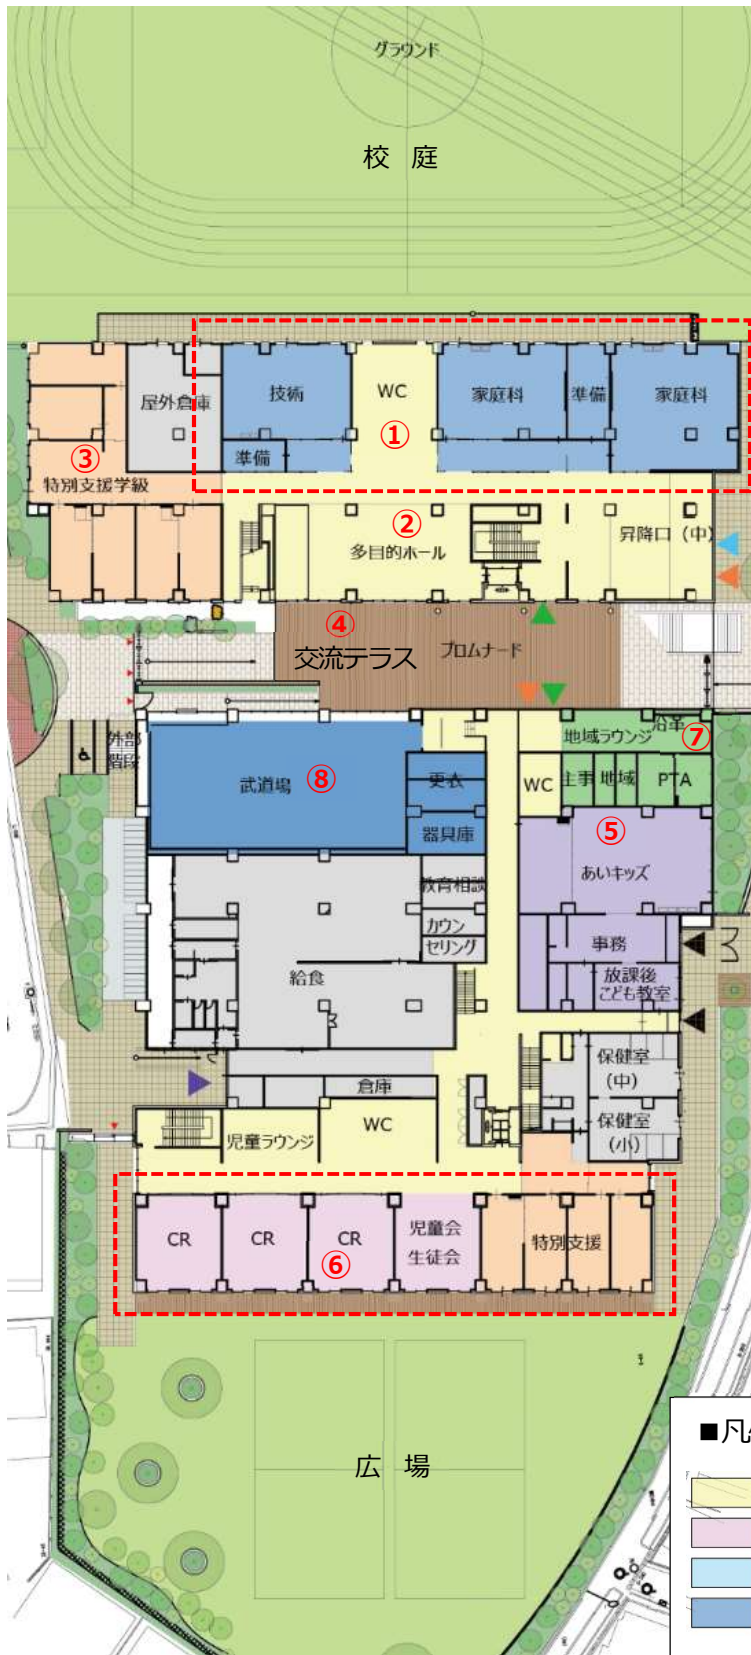 グラウンド
校 庭
屋外倉庫
技術
WC
家庭科
準備
家庭科
①
準備
③
特別支援学級
②
多目的ホール
昇降口（中）
④
交流テラス
プロムナード
外部
階段
武道場
⑧
更衣
器具庫
沿革
地域ラウンジ
⑦
WC
主事
地域
PTA
⑤
あいキッズ
教育相談
カウン
セリング
事務
放課後
こども教室
給食
保健室
（中）
倉庫
保健室
（小）
児童ラウンジ
WC
CR
CR
CR
⑥
児童会
生徒会
特別支援
広 場
■凡